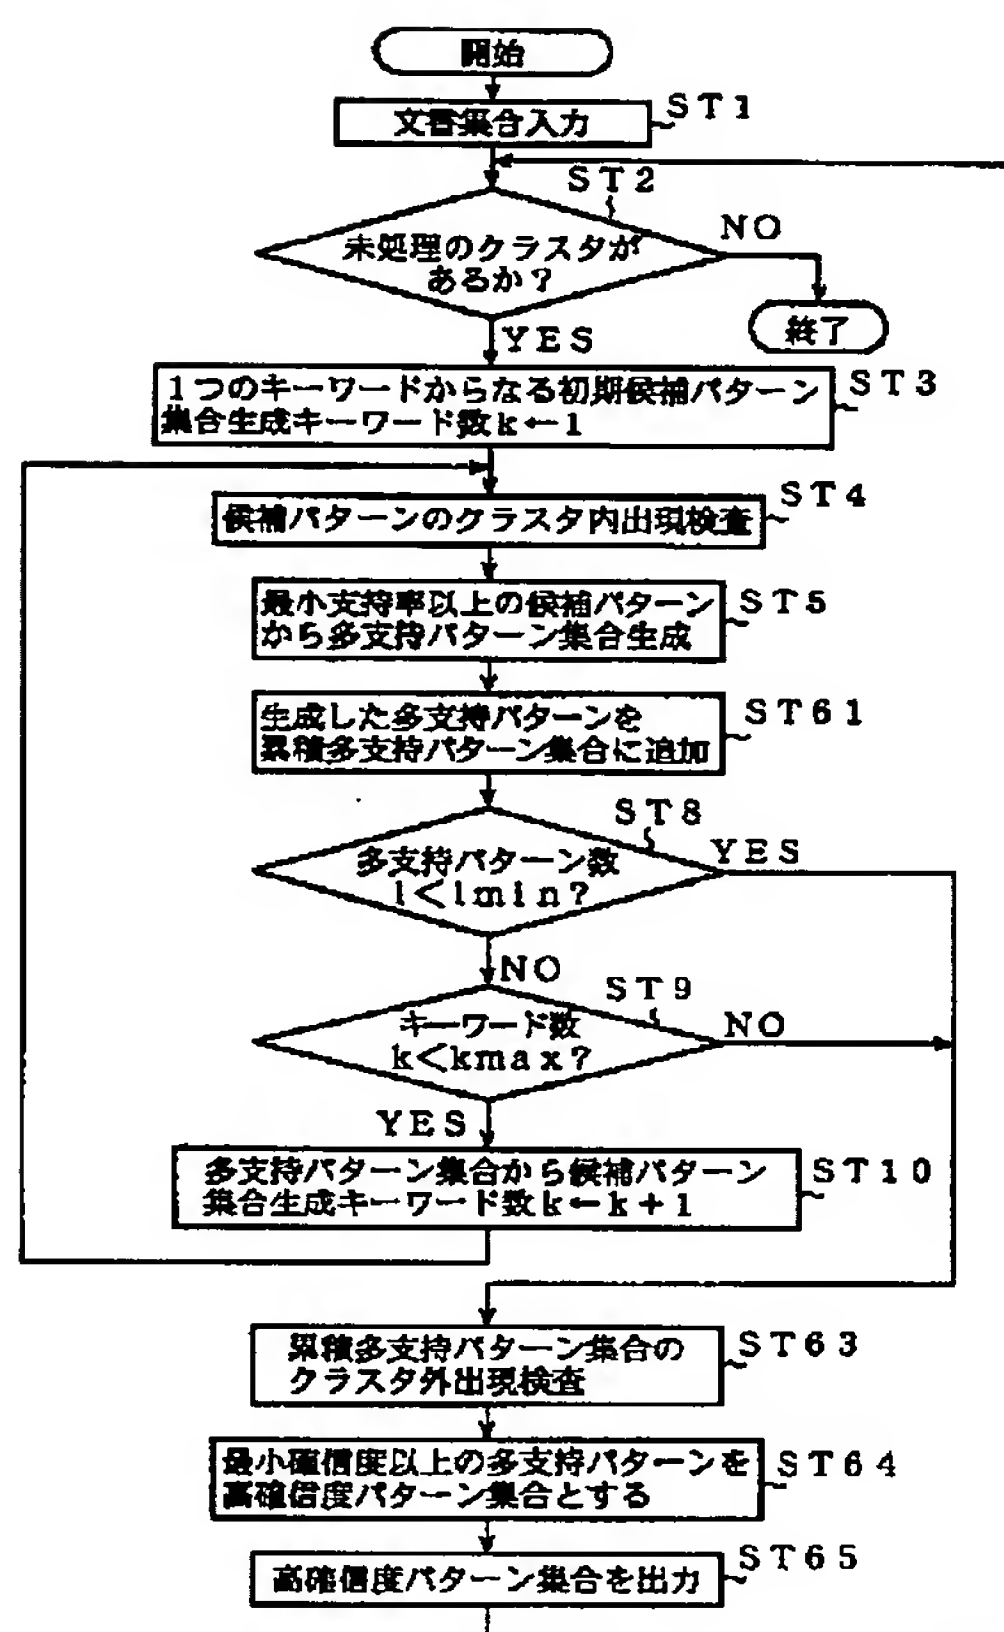 開始
文書集合入力
ST1
ST2
未処理のクラスタが
あるか?
NO
終了
YES
1つのキーワードからなる初期候補パターン
集合生成キーワード数k←1
ST3
候補パターンのクラスタ内出現検査
ST4
最小支持率以上の候補パターン
から多支持パターン集合生成
ST5
生成した多支持パターンを
累積多支持パターン集合に追加
ST61
ST8
多支持パターン数
l<lmin?
YES
NO
ST9
キーワード数
k<kmax?
NO
YES
多支持パターン集合から候補パターン
集合生成キーワード数k←k+1
ST10
累積多支持パターン集合の
クラスタ外出現検査
ST63
最小確信度以上の多支持パターンを
高確信度パターン集合とする
ST64
高確信度パターン集合を出力
ST65